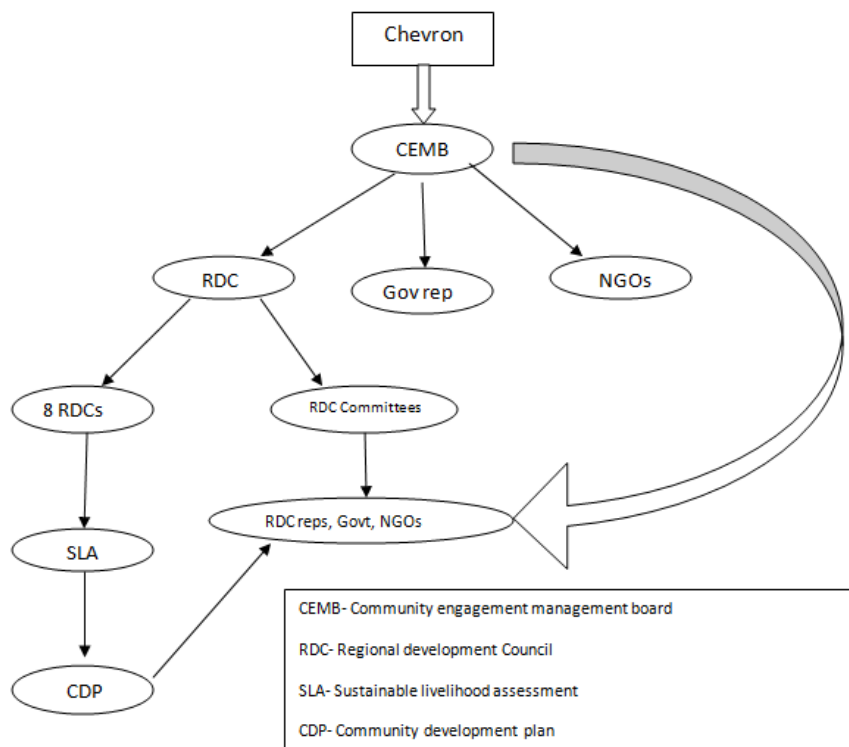 Chevron
CEMB
RDC
Gov rep
NGOs
8 RDCs
RDC Committees
RDC reps, Govt, NGOs
SLA
CDP
CEMB- Community engagement management board
RDC- Regional development Council
SLA- Sustainable livelihood assessment
CDP- Community development plan